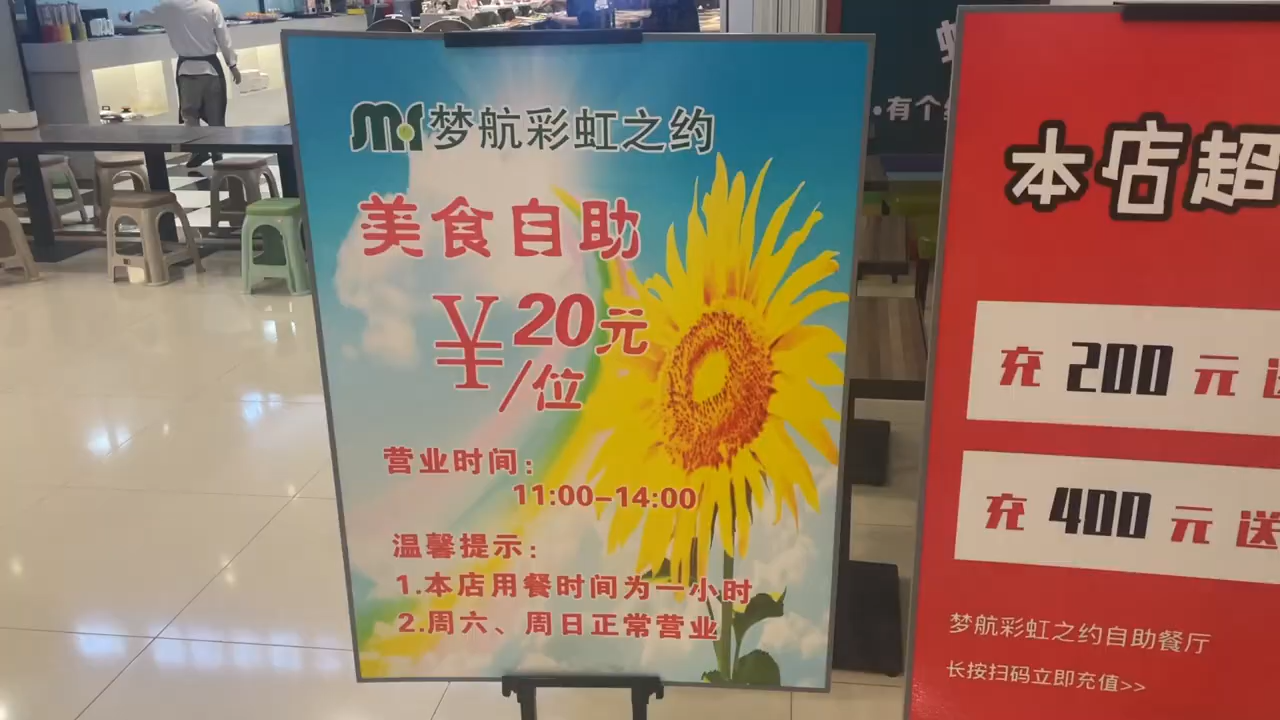 梦航彩虹之约
美食自助
¥20元
/位
营业时间：
11:00-14:00
温馨提示：
1.本店用餐时间为一小时
2.周六、周日正常营业
有个
本店超
充 200 元
充 400 元 送
梦航彩虹之约自助餐厅
长按扫码立即充值>>